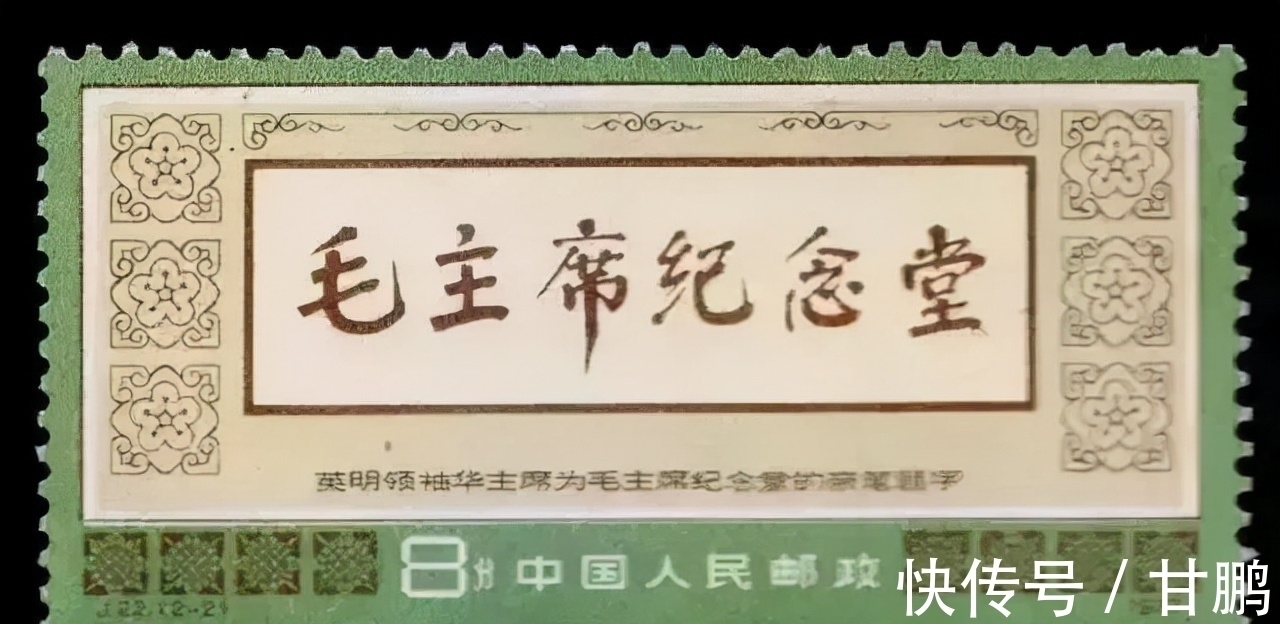 毛主席纪念堂
英明领袖华主席为毛主席纪念堂的亲笔题字
8分 中国人民邮政
快传号 / 甘鹏